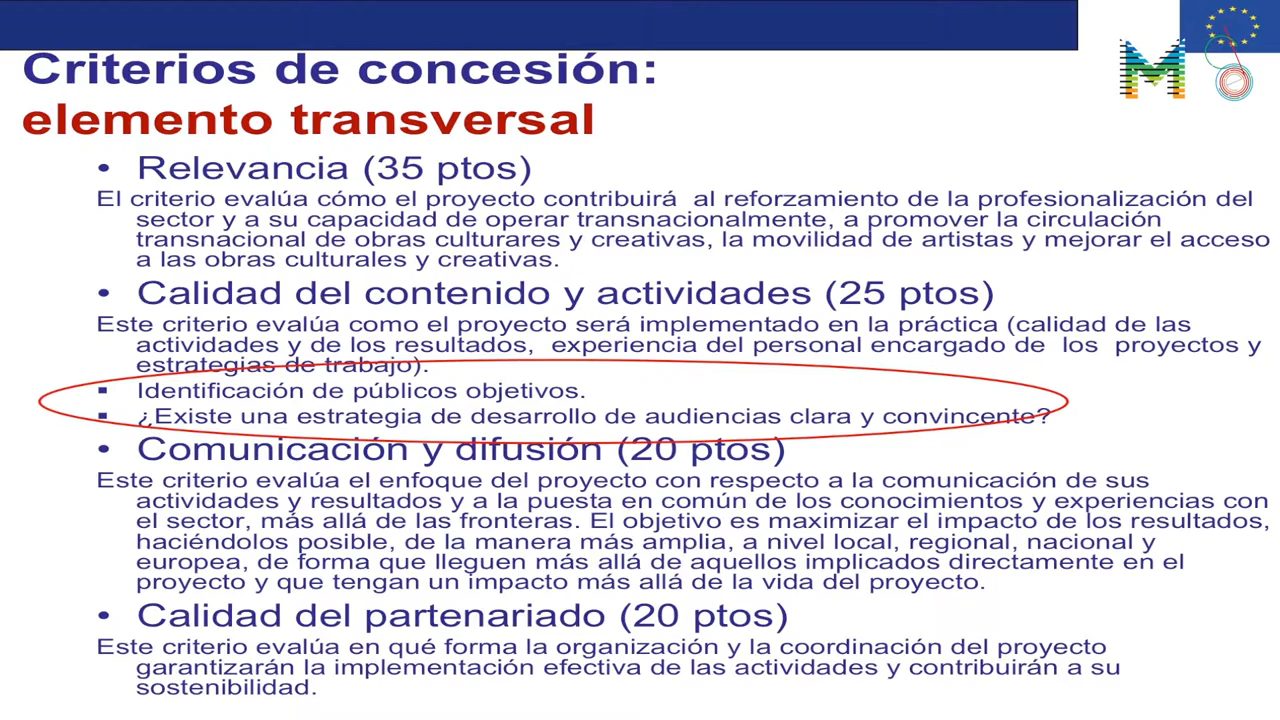 Criterios de concesión:
elemento transversal
• Relevancia (35 ptos)
El criterio evalúa cómo el proyecto contribuirá al reforzamiento de la profesionalización del
sector y a su capacidad de operar transnacionalmente, a promover la circulación
transnacional de obras culturares y creativas, la movilidad de artistas y mejorar el acceso
a las obras culturales y creativas.
• Calidad del contenido y actividades (25 ptos)
Este criterio evalúa como el proyecto será implementado en la práctica (calidad de las
actividades y de los resultados, experiencia del personal encargado de los proyectos y
estrategias de trabajo).
▪ Identificación de públicos objetivos.
▪ ¿Existe una estrategia de desarrollo de audiencias clara y convincente?
• Comunicación y difusión (20 ptos)
Este criterio evalúa el enfoque del proyecto con respecto a la comunicación de sus
actividades y resultados y a la puesta en común de los conocimientos y experiencias con
el sector, más allá de las fronteras. El objetivo es maximizar el impacto de los resultados,
haciéndolos posible, de la manera más amplia, a nivel local, regional, nacional y
europea, de forma que lleguen más allá de aquellos implicados directamente en el
proyecto y que tengan un impacto más allá de la vida del proyecto.
• Calidad del partenariado (20 ptos)
Este criterio evalúa en qué forma la organización y la coordinación del proyecto
garantizarán la implementación efectiva de las actividades y contribuirán a su
sostenibilidad.